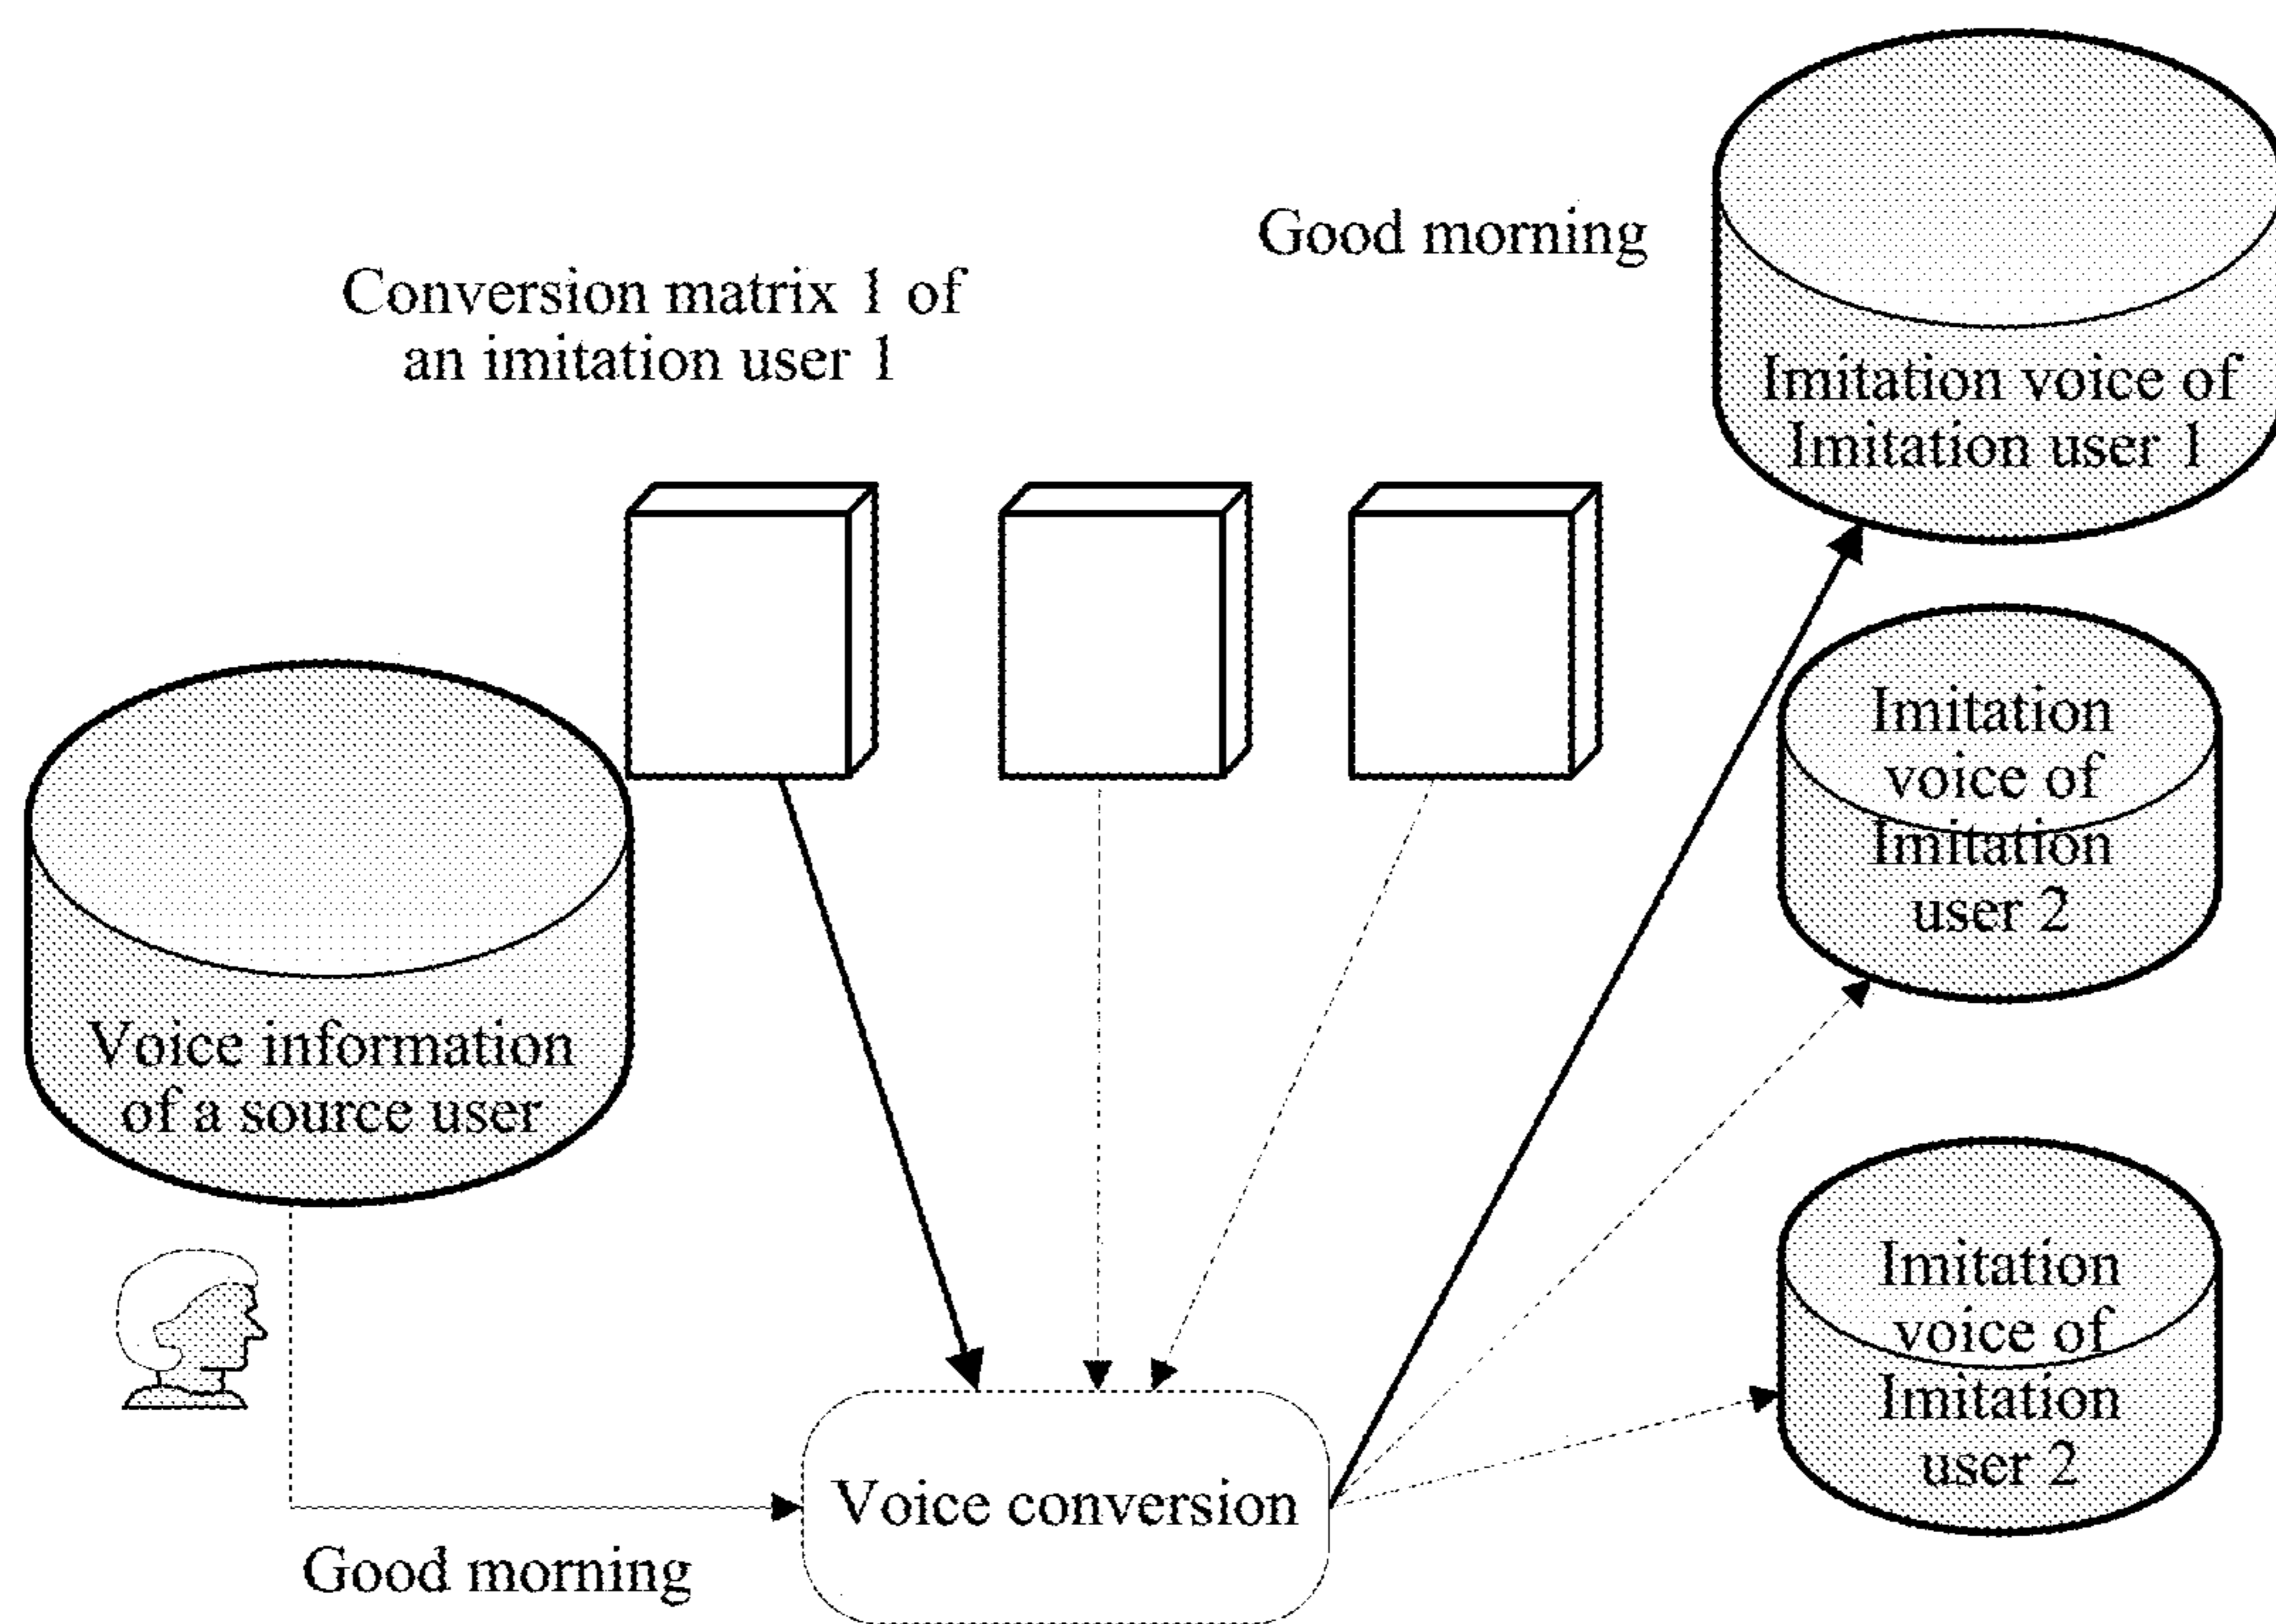 Good morning
Conversion matrix 1 of
an imitation user 1
Imitation voice of
Imitation user 1
Imitation
voice of
Imitation
user 2
Voice information
of a source user
Imitation
voice of
Imitation
user 2
Voice conversion
Good morning